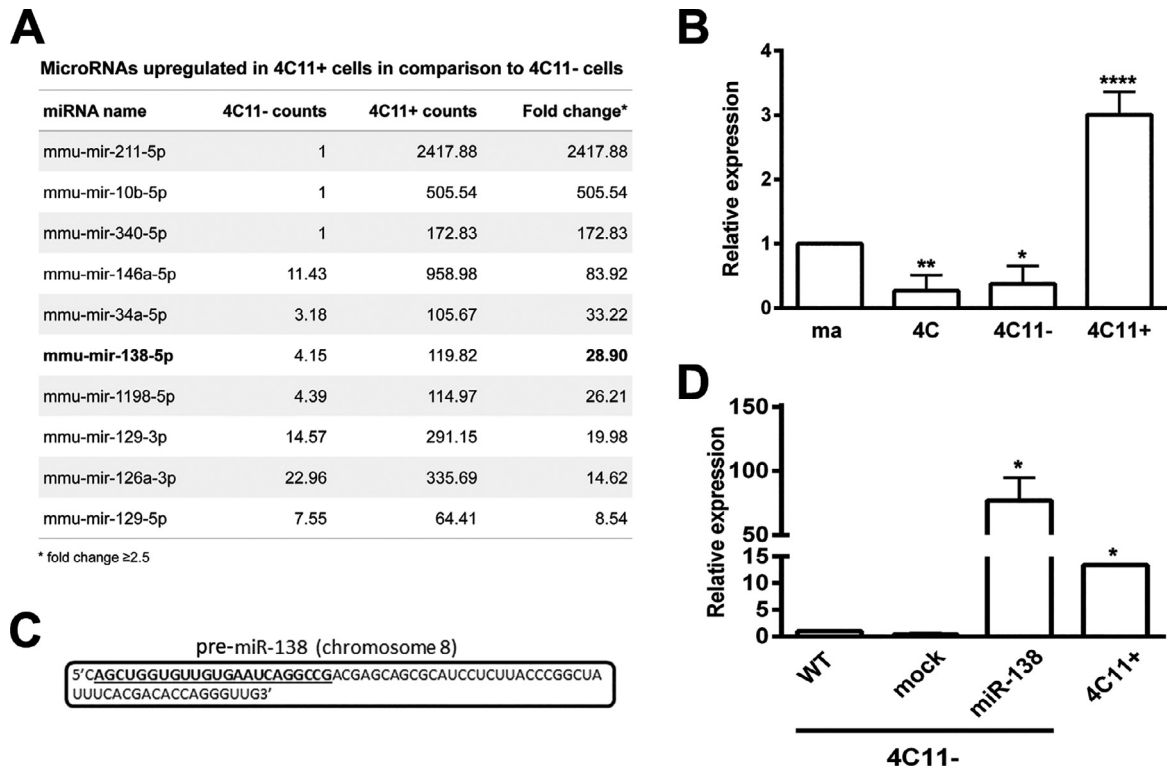 A
MicroRNAs upregulated in 4C11+ cells in comparison to 4C11- cells
miRNA name 4C11- counts 4C11+ counts Fold change*
mmu-mir-211-5p 1 2417.88 2417.88
mmu-mir-10b-5p 1 505.54 505.54
mmu-mir-340-5p 1 172.83 172.83
mmu-mir-146a-5p 11.43 958.98 83.92
mmu-mir-34a-5p 3.18 105.67 33.22
mmu-mir-138-5p 4.15 119.82 28.90
mmu-mir-1198-5p 4.39 114.97 26.21
mmu-mir-129-3p 14.57 291.15 19.98
mmu-mir-126a-3p 22.96 335.69 14.62
mmu-mir-129-5p 7.55 64.41 8.54
* fold change ≥2.5
B
Relative expression
4
3
2
1
0
** * ****
ma 4C 4C11- 4C11+
C
pre-miR-138 (chromosome 8)
5'CAGCUGGUGUUGUGAAUCAGGCCGACGAGCAGCGCAUCCUCUUACCCGGCUA
UUUCACGACACCAGGGUUG3'
D
Relative expression
150
100
50
15
10
5
0
* *
WT mock miR-138 4C11+
4C11-